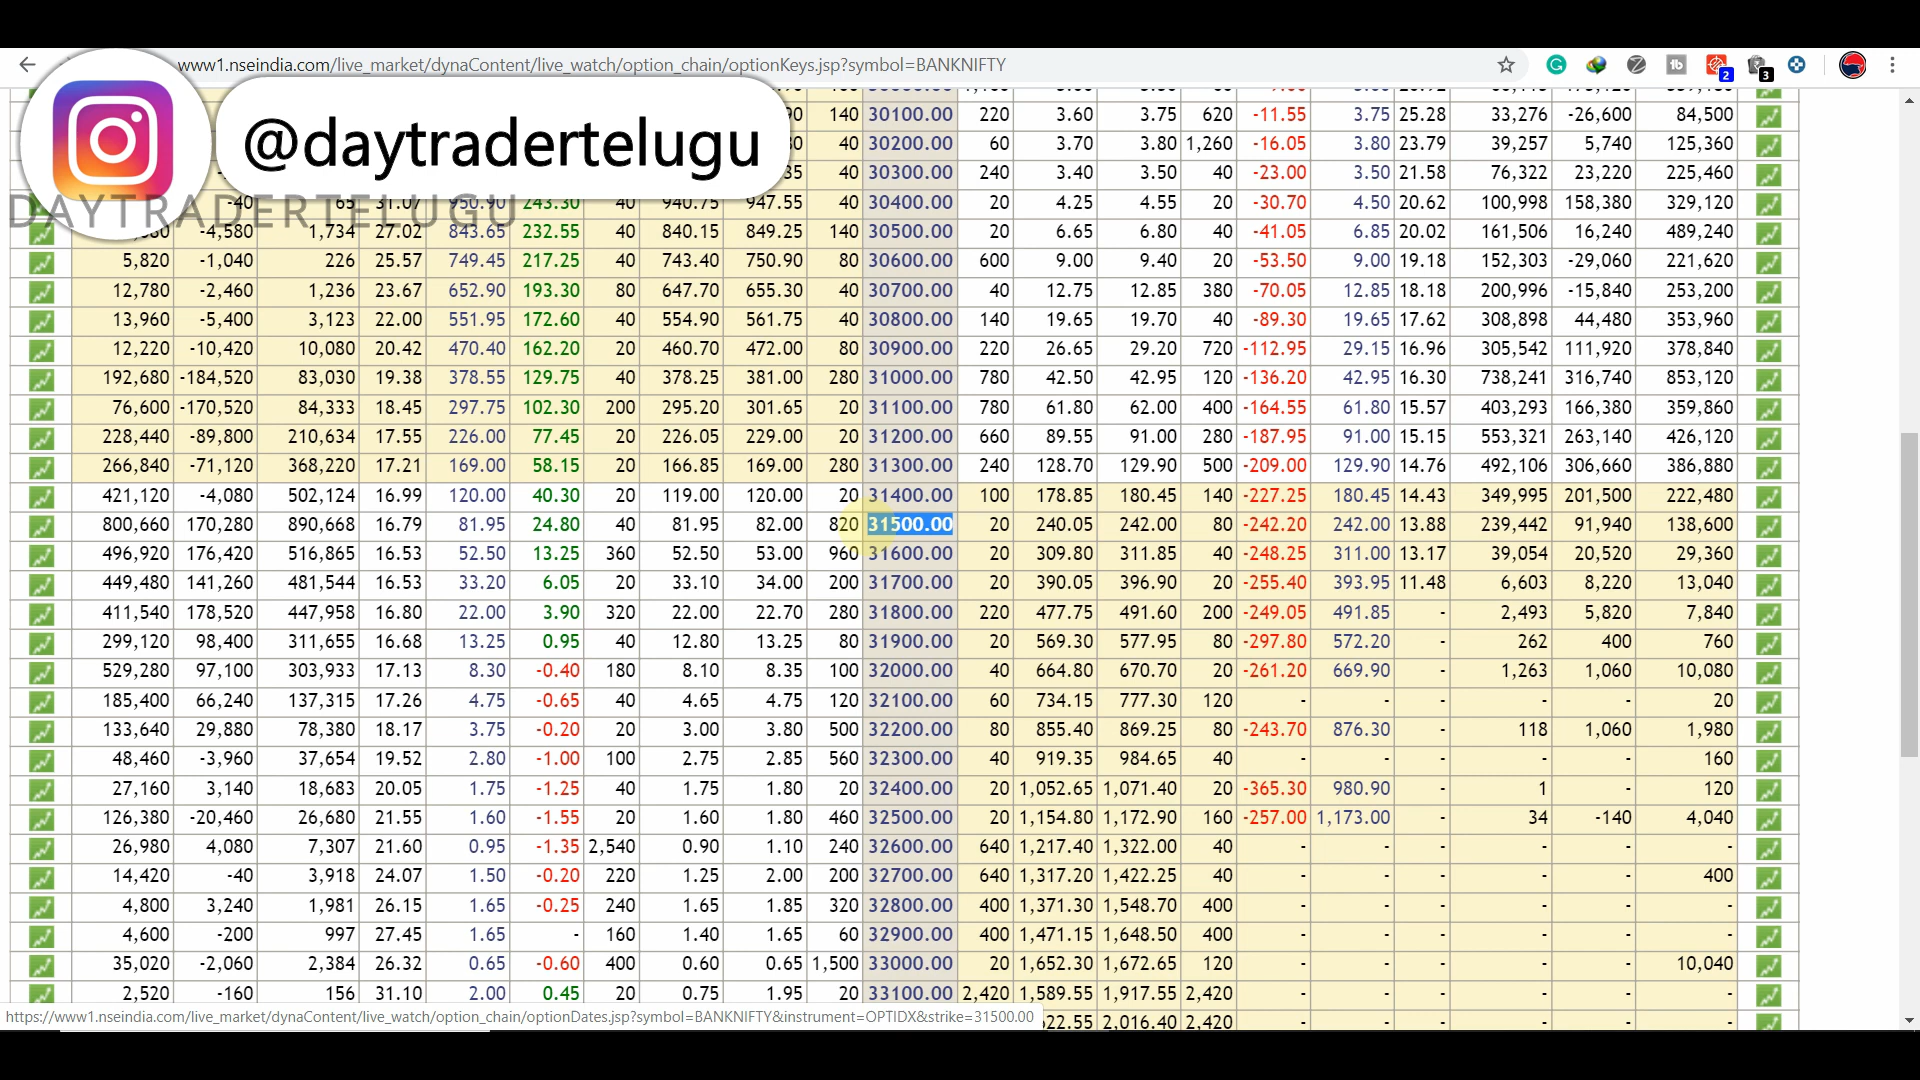 www1.nseindia.com/live_market/dynaContent/live_watch/option_chain/optionKeys.jsp?symbol=BANKNIFTY
2
3
@daytradertelugu
DAYTRADERTELUGU
140 30100.00 220 3.60 3.75 620 -11.55 3.75 25.28 33,276 -26,600 84,500
40 30200.00 60 3.70 3.80 1,260 -16.05 3.80 23.79 39,257 5,740 125,360
40 30300.00 240 3.40 3.50 40 -23.00 3.50 21.58 76,322 23,220 225,460
-40 65 31.07 950.90 243.30 40 940.75 947.55 40 30400.00 20 4.25 4.55 20 -30.70 4.50 20.62 100,998 158,380 329,120
-4,580 1,734 27.02 843.65 232.55 40 840.15 849.25 140 30500.00 20 6.65 6.80 40 -41.05 6.85 20.02 161,506 16,240 489,240
5,820 -1,040 226 25.57 749.45 217.25 40 743.40 750.90 80 30600.00 600 9.00 9.40 20 -53.50 9.00 19.18 152,303 -29,060 221,620
12,780 -2,460 1,236 23.67 652.90 193.30 80 647.70 655.30 40 30700.00 40 12.75 12.85 380 -70.05 12.85 18.18 200,996 -15,840 253,200
13,960 -5,400 3,123 22.00 551.95 172.60 40 554.90 561.75 40 30800.00 140 19.65 19.70 40 -89.30 19.65 17.62 308,898 44,480 353,960
12,220 -10,420 10,080 20.42 470.40 162.20 20 460.70 472.00 80 30900.00 220 26.65 29.20 720 -112.95 29.15 16.96 305,542 111,920 378,840
192,680 -184,520 83,030 19.38 378.55 129.75 40 378.25 381.00 280 31000.00 780 42.50 42.95 120 -136.20 42.95 16.30 738,241 316,740 853,120
76,600 -170,520 84,333 18.45 297.75 102.30 200 295.20 301.65 20 31100.00 780 61.80 62.00 400 -164.55 61.80 15.57 403,293 166,380 359,860
228,440 -89,800 210,634 17.55 226.00 77.45 20 226.05 229.00 20 31200.00 660 89.55 91.00 280 -187.95 91.00 15.15 553,321 263,140 426,120
266,840 -71,120 368,220 17.21 169.00 58.15 20 166.85 169.00 280 31300.00 240 128.70 129.90 500 -209.00 129.90 14.76 492,106 306,660 386,880
421,120 -4,080 502,124 16.99 120.00 40.30 20 119.00 120.00 20 31400.00 100 178.85 180.45 140 -227.25 180.45 14.43 349,995 201,500 222,480
800,660 170,280 890,668 16.79 81.95 24.80 40 81.95 82.00 820 31500.00 20 240.05 242.00 80 -242.20 242.00 13.88 239,442 91,940 138,600
496,920 176,420 516,865 16.53 52.50 13.25 360 52.50 53.00 960 31600.00 20 309.80 311.85 40 -248.25 311.00 13.17 39,054 20,520 29,360
449,480 141,260 481,544 16.53 33.20 6.05 20 33.10 34.00 200 31700.00 20 390.05 396.90 20 -255.40 393.95 11.48 6,603 8,220 13,040
411,540 178,520 447,958 16.80 22.00 3.90 320 22.00 22.70 280 31800.00 220 477.75 491.60 200 -249.05 491.85 - 2,493 5,820 7,840
299,120 98,400 311,655 16.68 13.25 0.95 40 12.80 13.25 80 31900.00 20 569.30 577.95 80 -297.80 572.20 - 262 400 760
529,280 97,100 303,933 17.13 8.30 -0.40 180 8.10 8.35 100 32000.00 40 664.80 670.70 20 -261.20 669.90 - 1,263 1,060 10,080
185,400 66,240 137,315 17.26 4.75 -0.65 40 4.65 4.75 120 32100.00 60 734.15 777.30 120 - - - - - 20
133,640 29,880 78,380 18.17 3.75 -0.20 20 3.00 3.80 500 32200.00 80 855.40 869.25 80 -243.70 876.30 - 118 1,060 1,980
48,460 -3,960 37,654 19.52 2.80 -1.00 100 2.75 2.85 560 32300.00 40 919.35 984.65 40 - - - - - 160
27,160 3,140 18,683 20.05 1.75 -1.25 40 1.75 1.80 20 32400.00 20 1,052.65 1,071.40 20 -365.30 980.90 - 1 - 120
126,380 -20,460 26,680 21.55 1.60 -1.55 20 1.60 1.80 460 32500.00 20 1,154.80 1,172.90 160 -257.00 1,173.00 - 34 -140 4,040
26,980 4,080 7,307 21.60 0.95 -1.35 2,540 0.90 1.10 240 32600.00 640 1,217.40 1,322.00 40 - - - - - -
14,420 -40 3,918 24.07 1.50 -0.20 220 1.25 2.00 200 32700.00 640 1,317.20 1,422.25 40 - - - - - 400
4,800 3,240 1,981 26.15 1.65 -0.25 240 1.65 1.85 320 32800.00 400 1,371.30 1,548.70 400 - - - - - -
4,600 -200 997 27.45 1.65 - 160 1.40 1.65 60 32900.00 400 1,471.15 1,648.50 400 - - - - - -
35,020 -2,060 2,384 26.32 0.65 -0.60 400 0.60 0.65 1,500 33000.00 20 1,652.30 1,672.65 120 - - - - - 10,040
2,520 -160 156 31.10 2.00 0.45 20 0.75 1.95 20 33100.00 2,420 1,589.55 1,917.55 2,420 - - - - - -
https://www1.nseindia.com/live_market/dynaContent/live_watch/option_chain/optionDates.jsp?symbol=BANKNIFTY&instrument=OPTIDX&strike=31500.00
2,016.40 2,420 - - - - - -